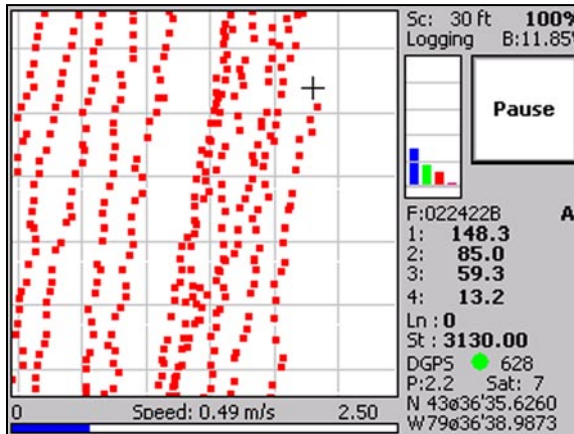 Sc: 30 ft 100%
Logging B:11.85V
Pause
F:022422B A
1: 148.3
2: 85.0
3: 59.3
4: 13.2
Ln : 0
St : 3130.00
DGPS 628
P:2.2 Sat: 7
N 43ø36'35.6260
W79ø36'38.9873
0 Speed: 0.49 m/s 2.50